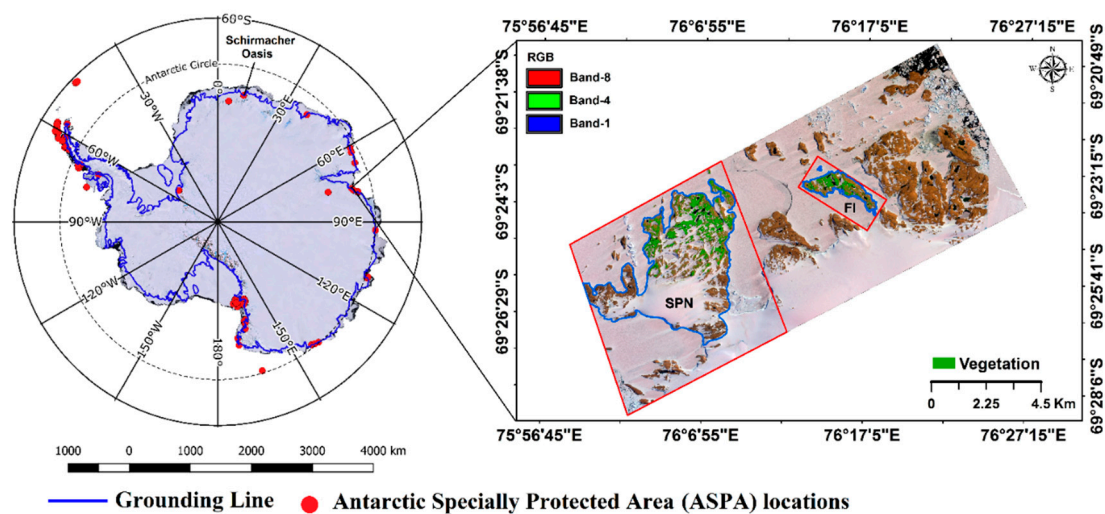 60°S
Schirmacher
Oasis
Antarctic Circle
0°
30°W
30°E
60°W
60°E
90°W
90°E
120°W
120°E
150°W
150°E
180°
1000 0 1000 2000 3000 4000 km
75°56'45"E 76°6'55"E 76°17'5"E 76°27'15"E
69°21'38"S
69°24'3"S
69°26'29"S
69°20'49"S
69°23'15"S
69°25'41"S
69°28'6"S
RGB
Band-8
Band-4
Band-1
N
W E
S
FI
SPN
Vegetation
0 2.25 4.5 Km
75°56'45"E 76°6'55"E 76°17'5"E 76°27'15"E
Grounding Line Antarctic Specially Protected Area (ASPA) locations